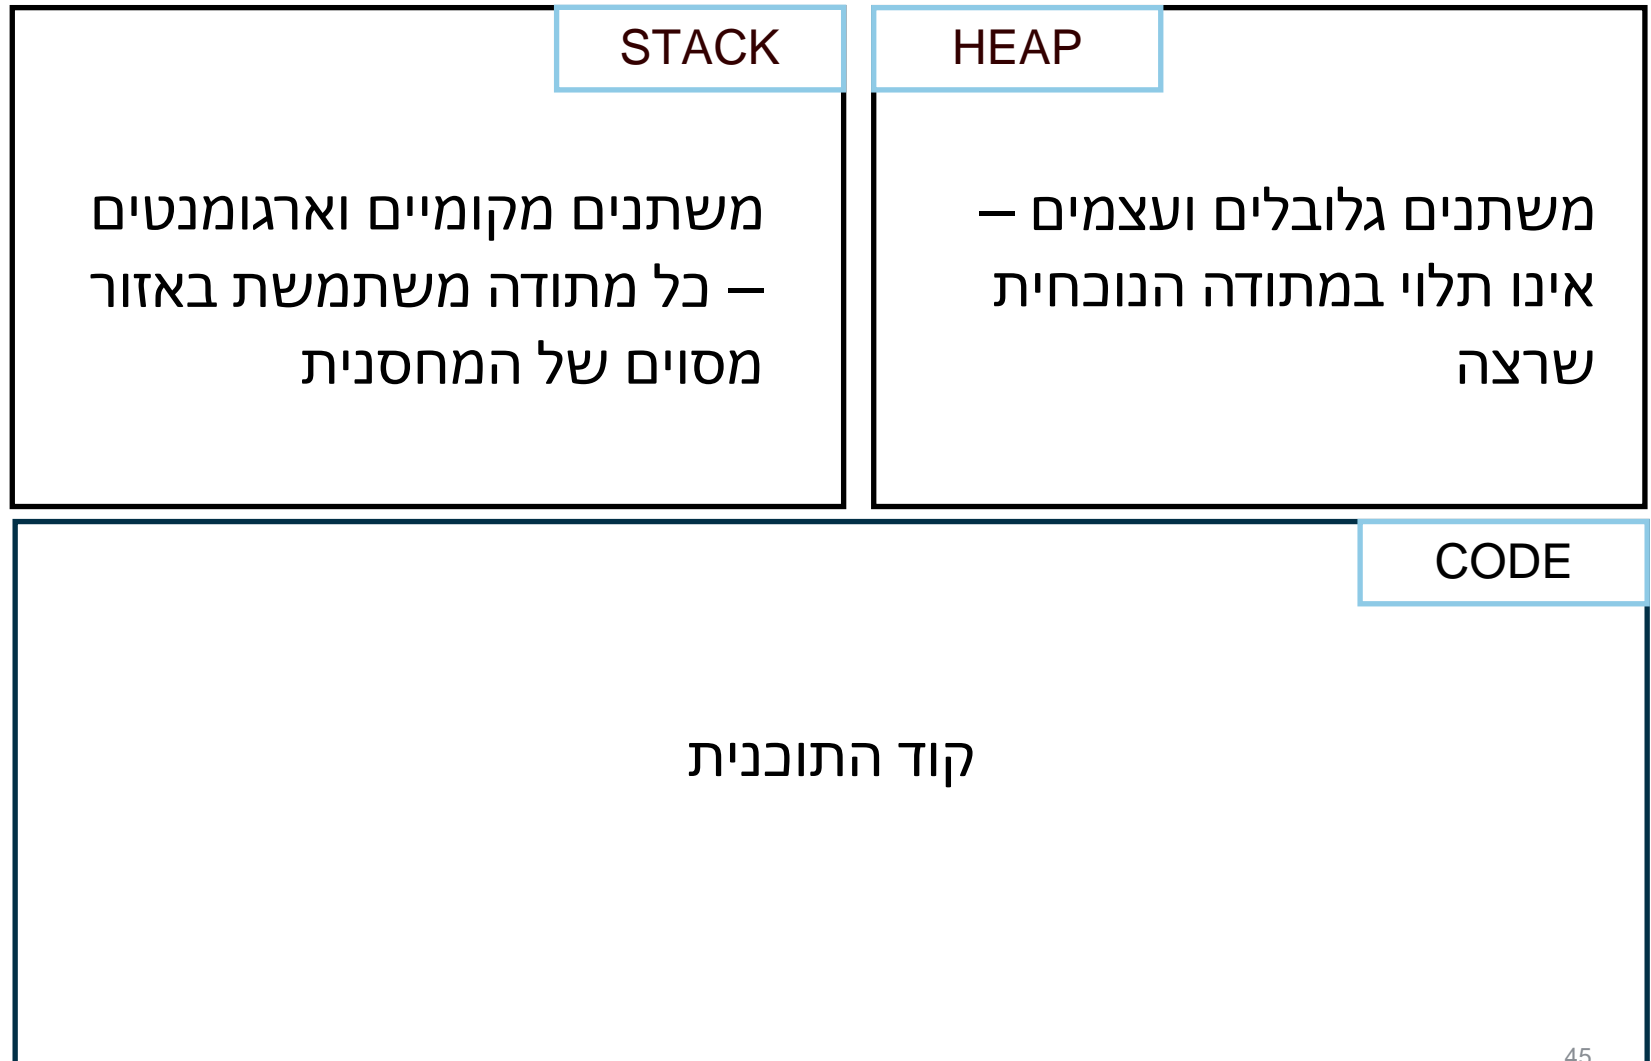 STACK
משתנים מקומיים וארגומנטים
– כל מתודה משתמשת באזור
מסוים של המחסנית
HEAP
משתנים גלובלים ועצמים –
אינו תלוי במתודה הנוכחית
שרצה
CODE
קוד התוכנית
45